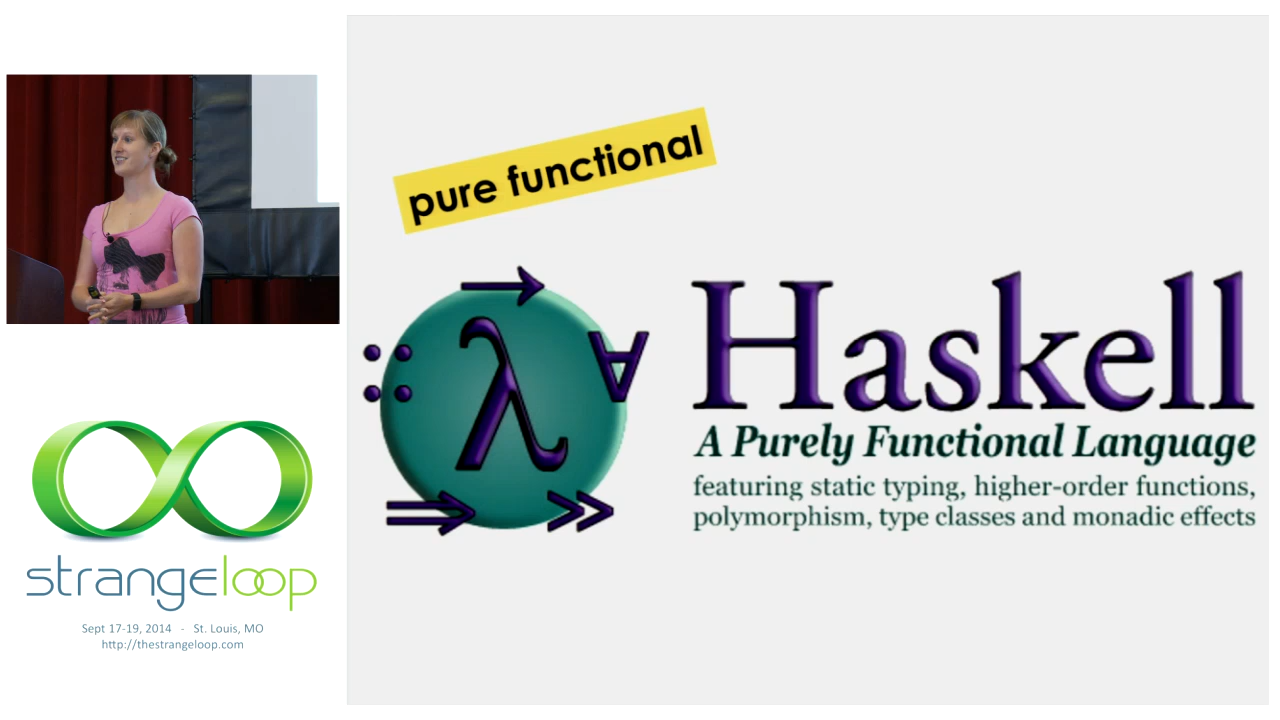 pure functional
λ
∀
Haskell
A Purely Functional Language
featuring static typing, higher-order functions,
polymorphism, type classes and monadic effects
strangeloop
Sept 17-19, 2014 - St. Louis, MO
http://thestrangeloop.com